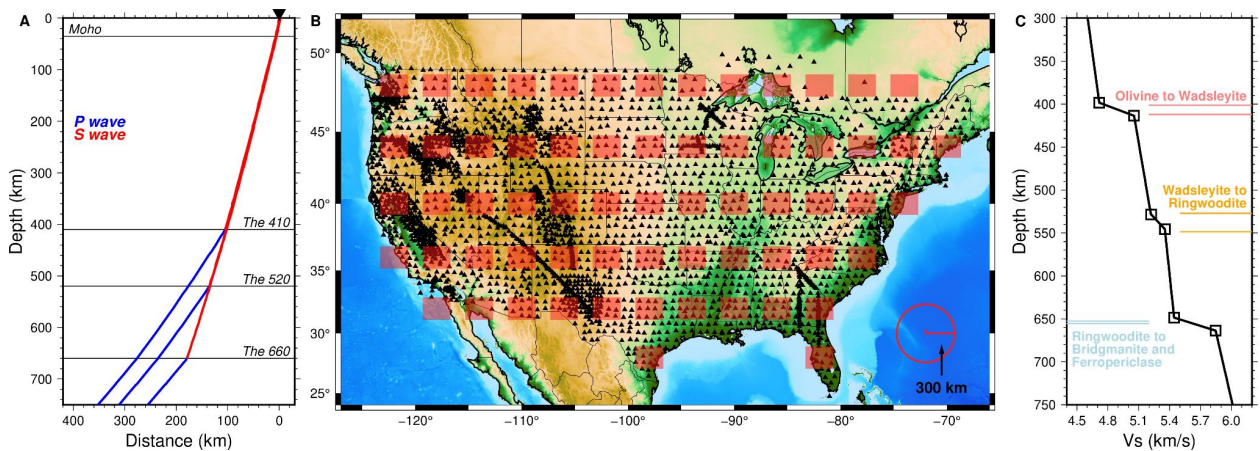 A
0
100
200
300
400
500
600
700
Depth (km)
Moho
P wave
S wave
The 410
The 520
The 660
400
300
200
100
0
Distance (km)
B
50°
45°
40°
35°
30°
25°
300 km
−120°
−110°
−100°
−90°
−80°
−70°
C
300
350
400
450
500
550
600
650
700
750
Depth (km)
Olivine to Wadsleyite
Wadsleyite to
Ringwoodite
Ringwoodite to
Bridgmanite and
Ferropericlase
4.5
4.8
5.1
5.4
5.7
6.0
Vs (km/s)